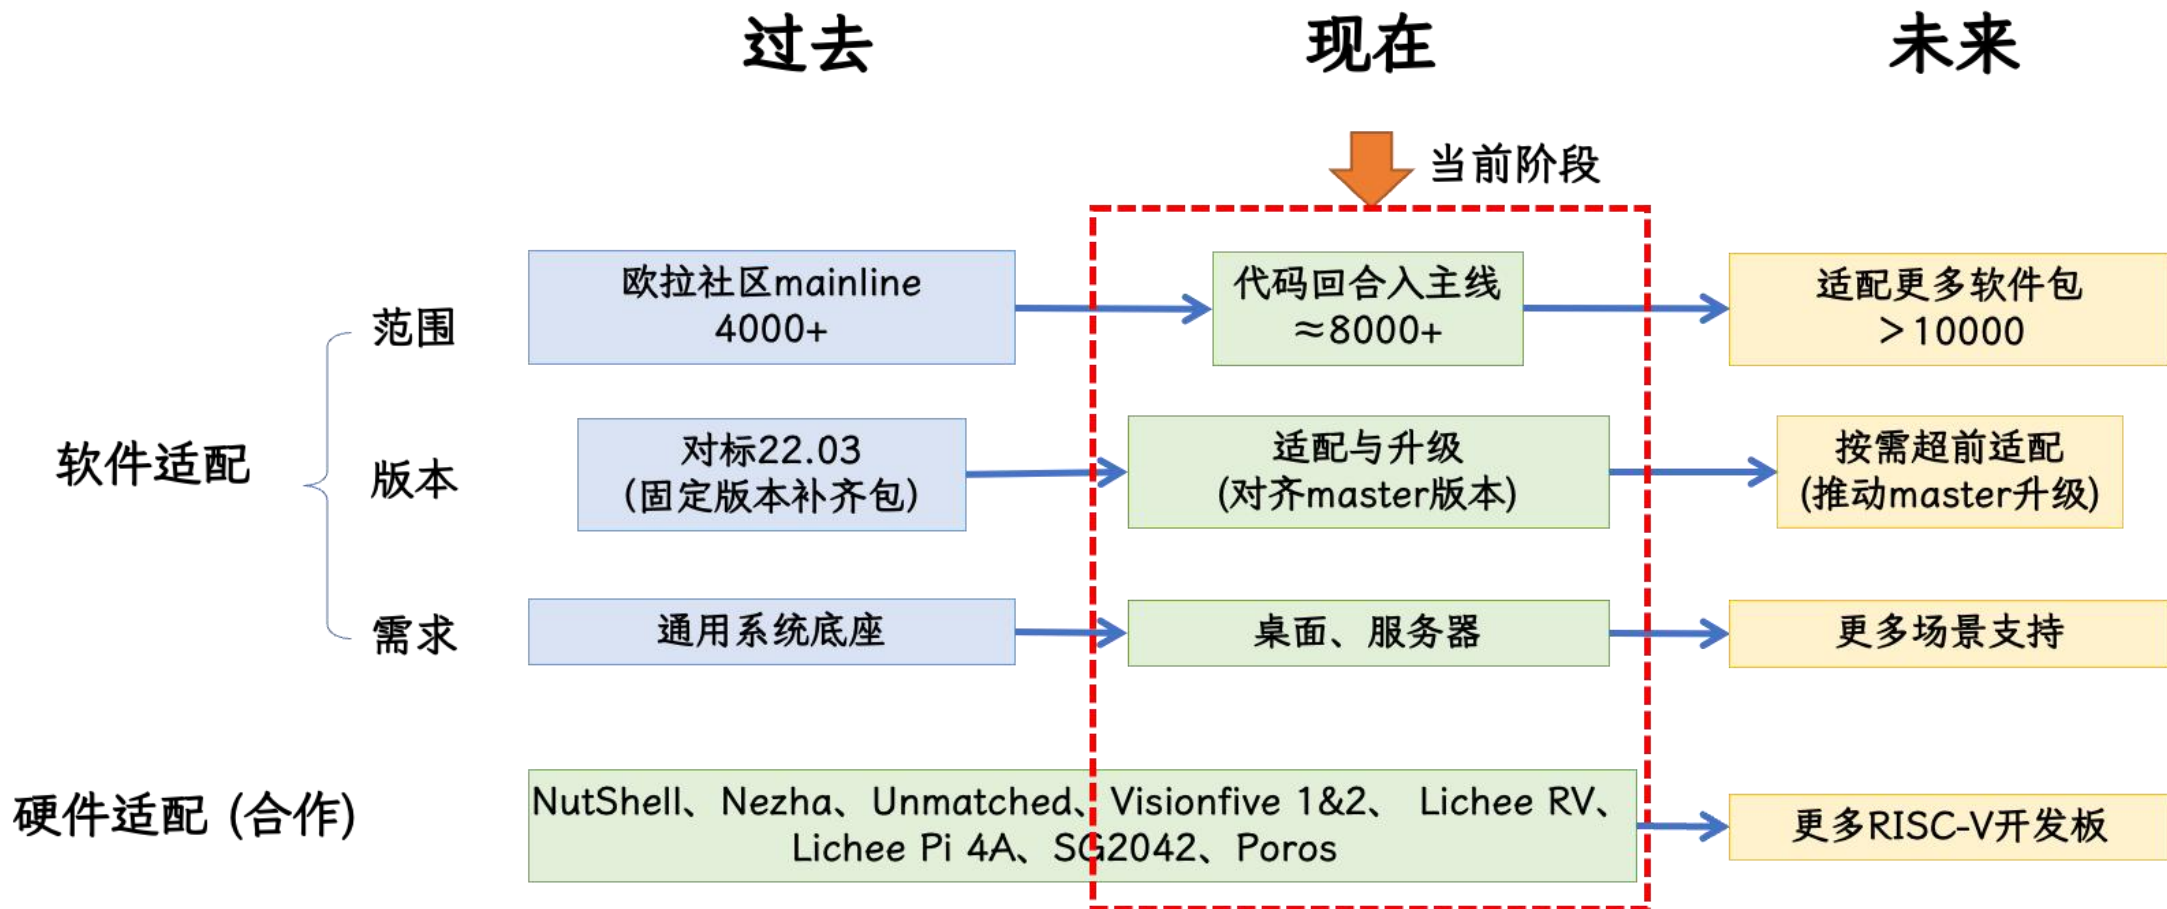 过去
现在
未来
当前阶段
软件适配
范围
欧拉社区mainline
4000+
代码回合入主线
≈8000+
适配更多软件包
>10000
版本
对标22.03
(固定版本补齐包)
适配与升级
(对齐master版本)
按需超前适配
(推动master升级)
需求
通用系统底座
桌面、服务器
更多场景支持
硬件适配 (合作)
NutShell、Nezha、Unmatched、Visionfive 1&2、 Lichee RV、
Lichee Pi 4A、SG2042、Poros
更多RISC-V开发板